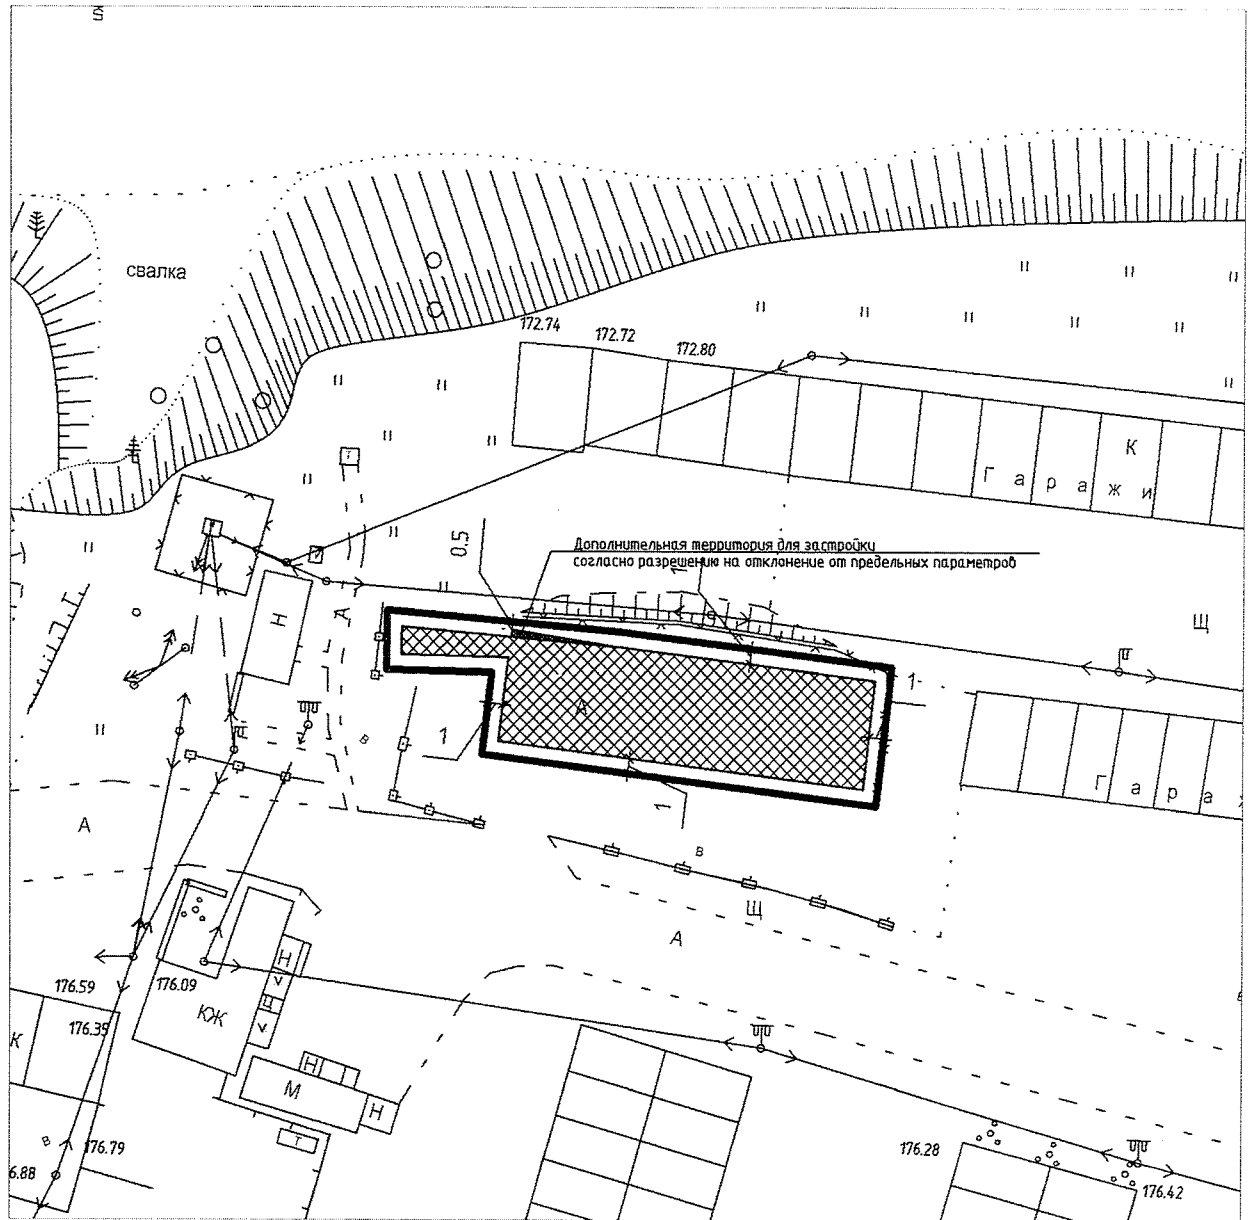 свалка
172.74
172.72
172.80
К
Гаражи
Т
0.5
Дополнительная территория для застройки
согласно разрешению на отклонение от предельных параметров
1
Н
А
Щ
1
А
1
в
1
Гараж
А
в
Щ
А
Н
176.59
176.09
Ц
176.35
КЖ
К
Н
М
Н
в
176.79
т
176.28
6.88
176.42